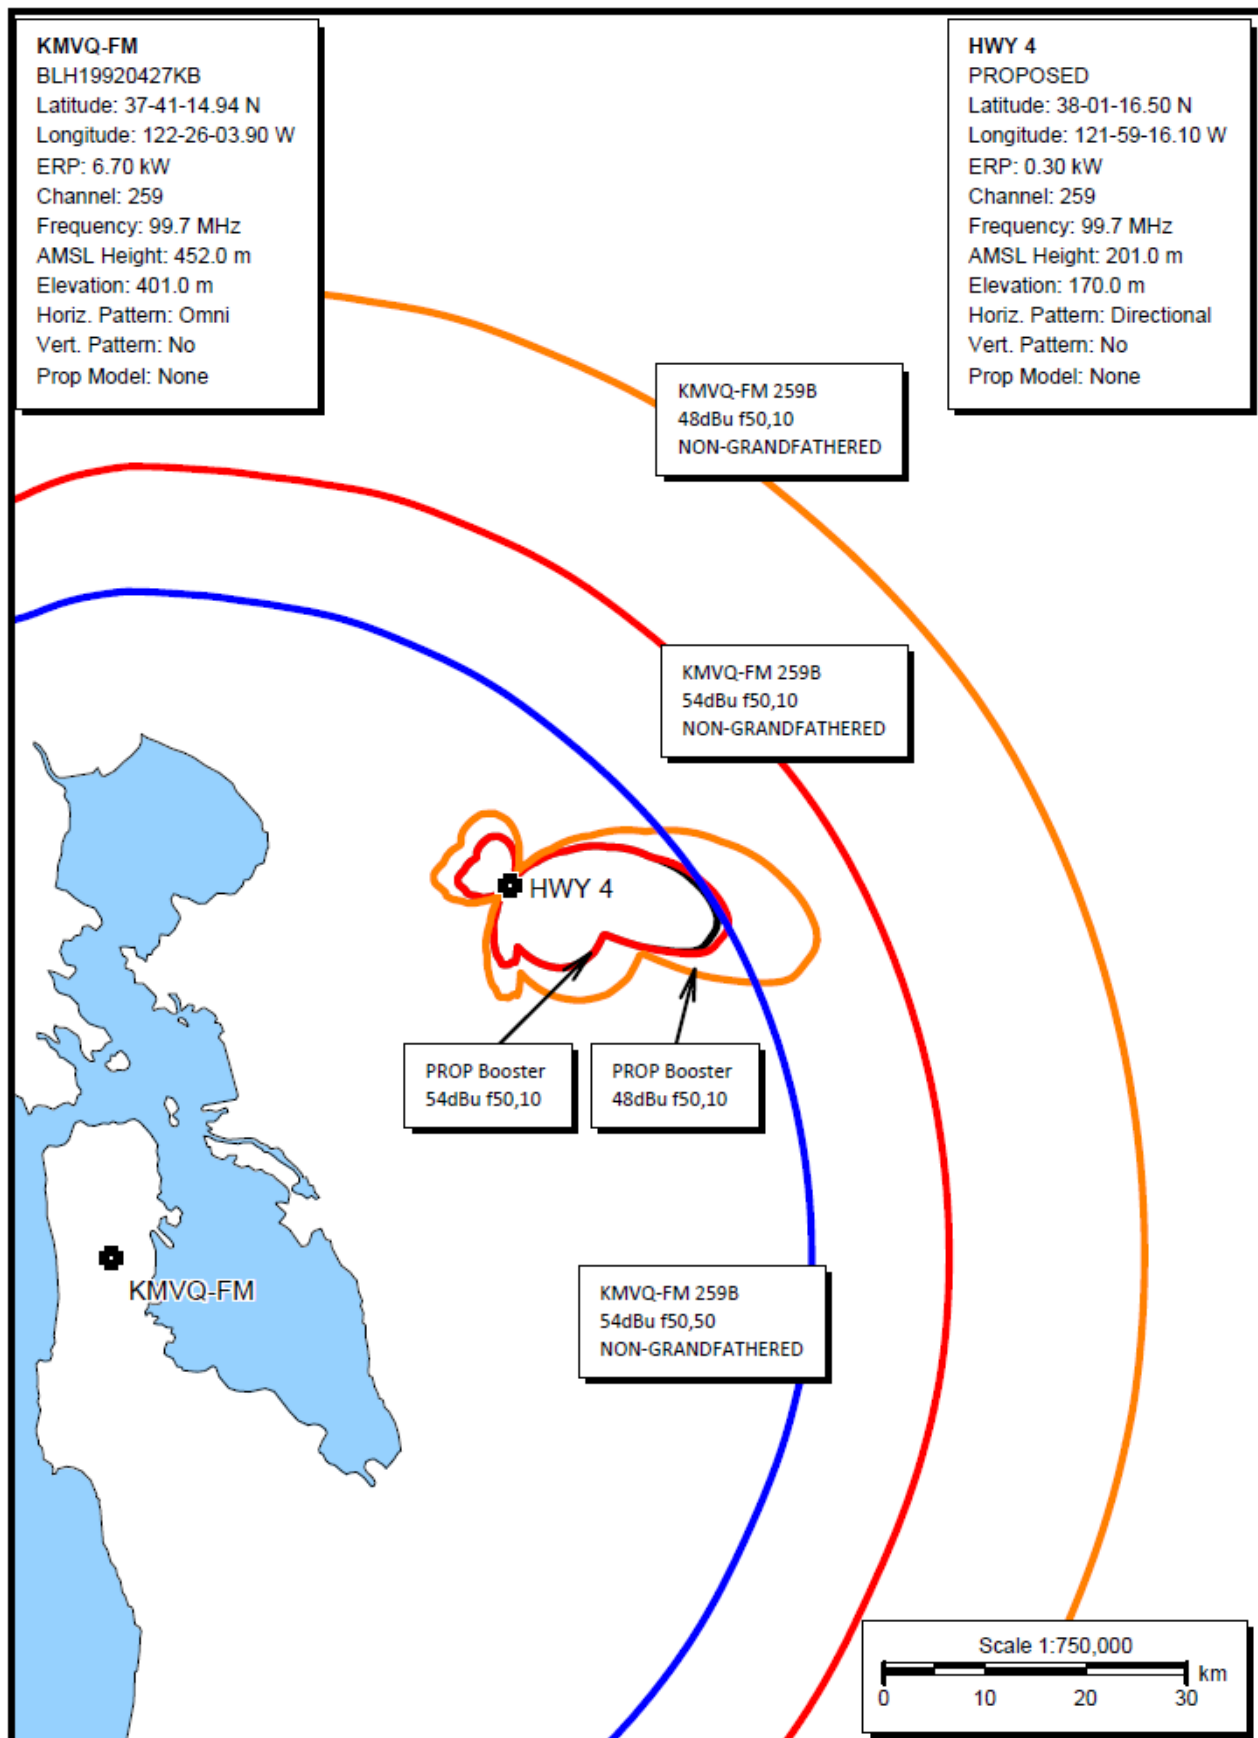 KMVQ-FM
BLH19920427KB
Latitude: 37-41-14.94 N
Longitude: 122-26-03.90 W
ERP: 6.70 kW
Channel: 259
Frequency: 99.7 MHz
AMSL Height: 452.0 m
Elevation: 401.0 m
Horiz. Pattern: Omni
Vert. Pattern: No
Prop Model: None
HWY 4
PROPOSED
Latitude: 38-01-16.50 N
Longitude: 121-59-16.10 W
ERP: 0.30 kW
Channel: 259
Frequency: 99.7 MHz
AMSL Height: 201.0 m
Elevation: 170.0 m
Horiz. Pattern: Directional
Vert. Pattern: No
Prop Model: None
KMVQ-FM 259B
48dBu f50,10
NON-GRANDFATHERED
KMVQ-FM 259B
54dBu f50,10
NON-GRANDFATHERED
HWY 4
PROP Booster
54dBu f50,10
PROP Booster
48dBu f50,10
KMVQ-FM
KMVQ-FM 259B
54dBu f50,50
NON-GRANDFATHERED
Scale 1:750,000
km
0 10 20 30